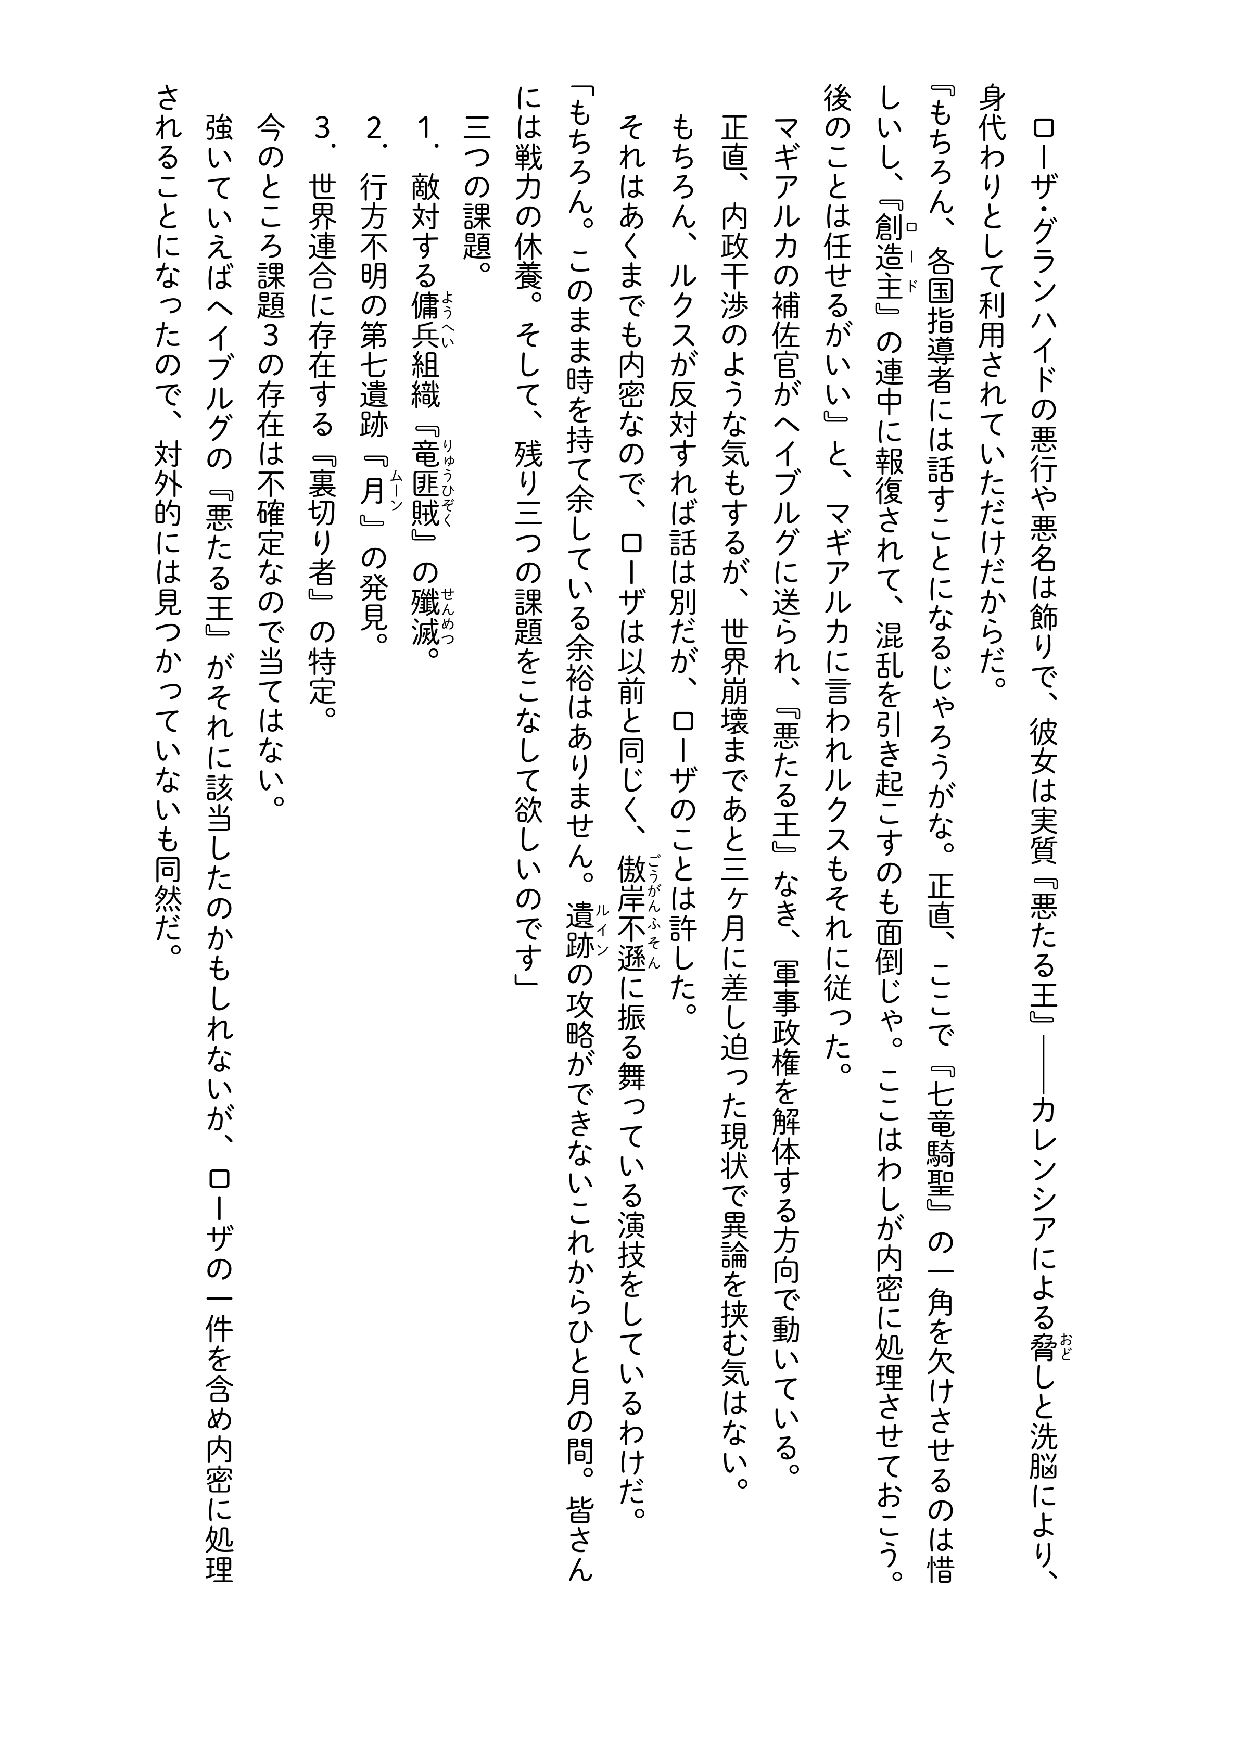 ローザ・グランハイドの悪行や悪名は飾りで、彼女は実質『悪たる王』――カレンシアによる脅しと洗脳により、
身代わりとして利用されていただけだからだ。
『もちろん、各国指導者には話すことになるじゃろうがな。正直、ここで『七竜騎聖』の一角を欠けさせるのは惜
しいし、『創造主』の連中に報復されて、混乱を引き起こすのも面倒じゃ。ここはわしが内密に処理させておこう。
後のことは任せるがいい』と、マギアルカに言われルクスもそれに従った。
マギアルカの補佐官がヘイブルグに送られ、『悪たる王』なき、軍事政権を解体する方向で動いている。
正直、内政干渉のような気もするが、世界崩壊まであと三ヶ月に差し迫った現状で異論を挟む気はない。
もちろん、ルクスが反対すれば話は別だが、ローザのことは許した。
それはあくまでも内密なので、ローザは以前と同じく、傲岸不遜に振る舞っている演技をしているわけだ。
「もちろん。このまま時を持て余している余裕はありません。遺跡の攻略ができないこれからひと月の間。皆さん
には戦力の休養。そして、残り三つの課題をこなして欲しいのです」
三つの課題。
1．敵対する傭兵組織『竜匪賊』の殲滅。
2．行方不明の第七遺跡『月』の発見。
3．世界連合に存在する『裏切り者』の特定。
今のところ課題3の存在は不確定なので当てはない。
強いていえばヘイブルグの『悪たる王』がそれに該当したのかもしれないが、ローザの一件を含め内密に処理
されることになったので、対外的には見つかっていないも同然だ。